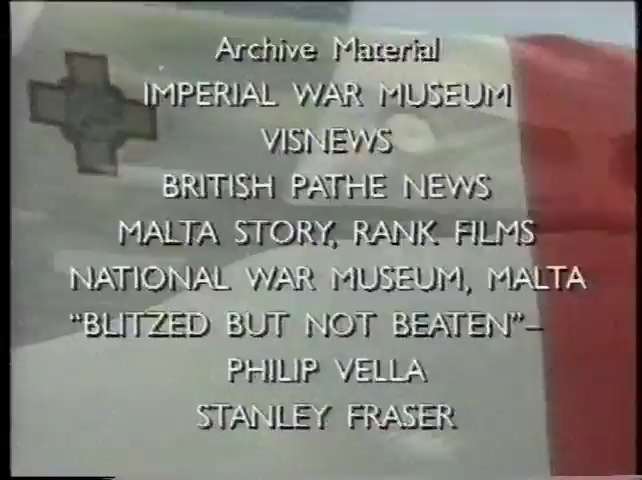 Archive Material
IMPERIAL WAR MUSEUM
VISNEWS
BRITISH PATHE NEWS
MALTA STORY, RANK FILMS
NATIONAL WAR MUSEUM, MALTA
“BLITZED BUT NOT BEATEN”–
PHILIP VELLA
STANLEY FRASER